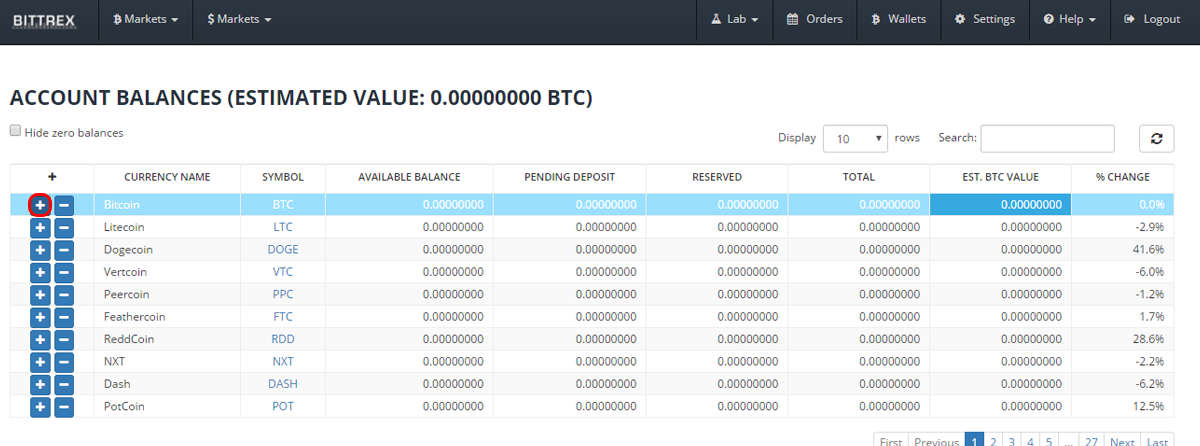 BITTREX ฿ Markets $ Markets Lab Orders ฿ Wallets Settings Help Logout
ACCOUNT BALANCES (ESTIMATED VALUE: 0.00000000 BTC)
Hide zero balances Display 10 rows Search:
+ CURRENCY NAME SYMBOL AVAILABLE BALANCE PENDING DEPOSIT RESERVED TOTAL EST. BTC VALUE % CHANGE
+ − Bitcoin BTC 0.00000000 0.00000000 0.00000000 0.00000000 0.00000000 0.0%
+ − Litecoin LTC 0.00000000 0.00000000 0.00000000 0.00000000 0.00000000 -2.9%
+ − Dogecoin DOGE 0.00000000 0.00000000 0.00000000 0.00000000 0.00000000 41.6%
+ − Vertcoin VTC 0.00000000 0.00000000 0.00000000 0.00000000 0.00000000 -6.0%
+ − Peercoin PPC 0.00000000 0.00000000 0.00000000 0.00000000 0.00000000 -1.2%
+ − Feathercoin FTC 0.00000000 0.00000000 0.00000000 0.00000000 0.00000000 1.7%
+ − ReddCoin RDD 0.00000000 0.00000000 0.00000000 0.00000000 0.00000000 28.6%
+ − NXT NXT 0.00000000 0.00000000 0.00000000 0.00000000 0.00000000 -2.2%
+ − Dash DASH 0.00000000 0.00000000 0.00000000 0.00000000 0.00000000 -6.2%
+ − PotCoin POT 0.00000000 0.00000000 0.00000000 0.00000000 0.00000000 12.5%
First Previous 1 2 3 4 5 ... 27 Next Last